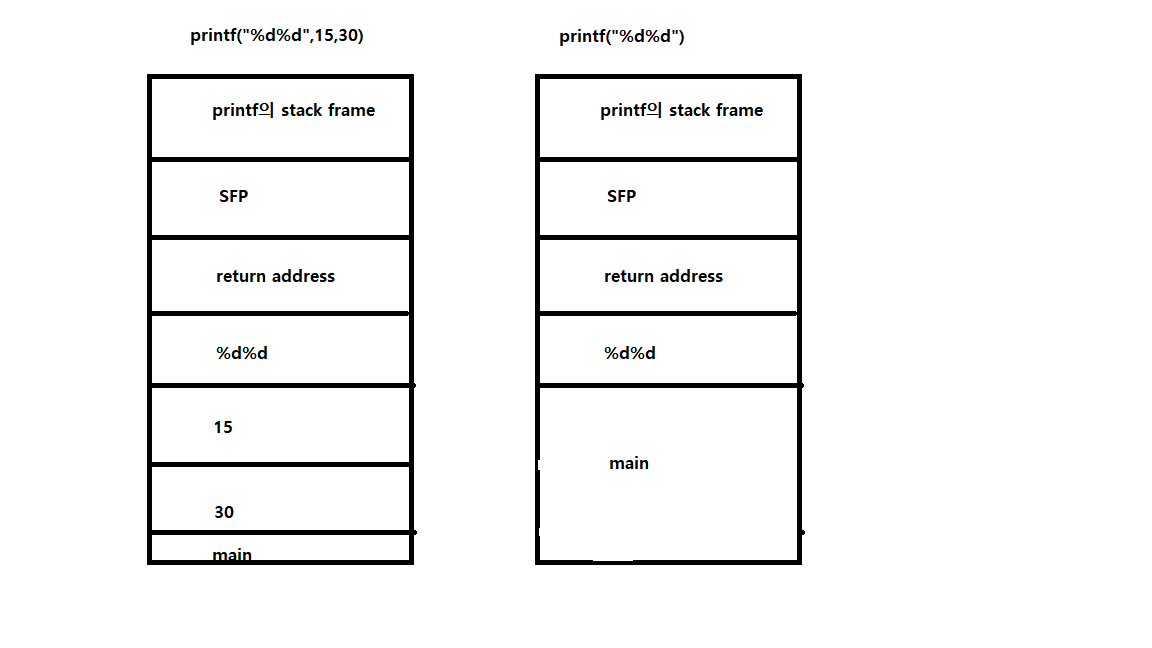 printf("%d%d",15,30)
printf의 stack frame
SFP
return address
%d%d
15
30
main
printf("%d%d")
printf의 stack frame
SFP
return address
%d%d
main